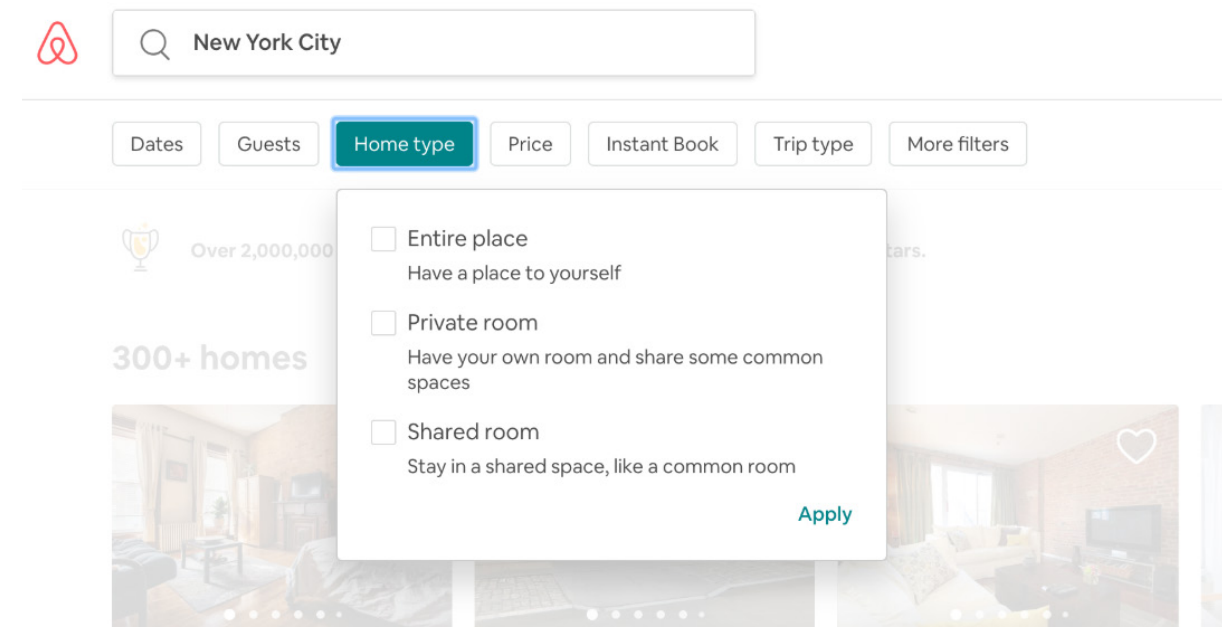 New York City
Dates Guests Home type Price Instant Book Trip type More filters
Entire place
Over 2,000,000 tars.
Have a place to yourself
Private room
300+ homes
Have your own room and share some common
spaces
Shared room
Stay in a shared space, like a common room
Apply